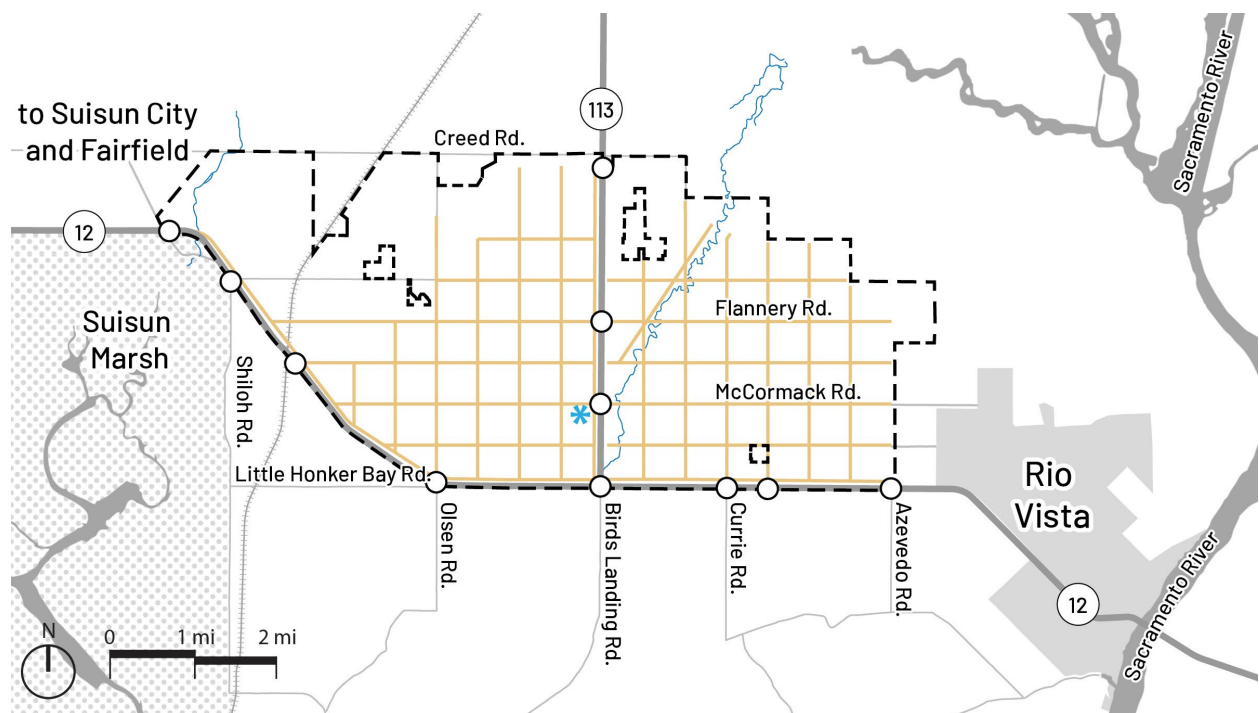 113
Creed Rd.
to Suisun City
and Fairfield
12
Sacramento River
Suisun
Marsh
Flannery Rd.
Shiloh Rd.
McCormack Rd.
*
Little Honker Bay Rd.
Rio
Vista
Olsen Rd.
Birds Landing Rd.
Currie Rd.
Azevedo Rd.
Sacramento River
12
N
0 1 mi 2 mi